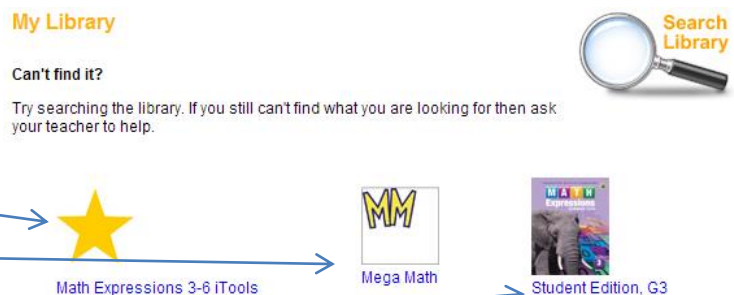 My Library
Search
Library
Can't find it?
Try searching the library. If you still can't find what you are looking for then ask
your teacher to help.
MM
MATH
Expressions
Math Expressions 3-6 iTools
Mega Math
Student Edition, G3